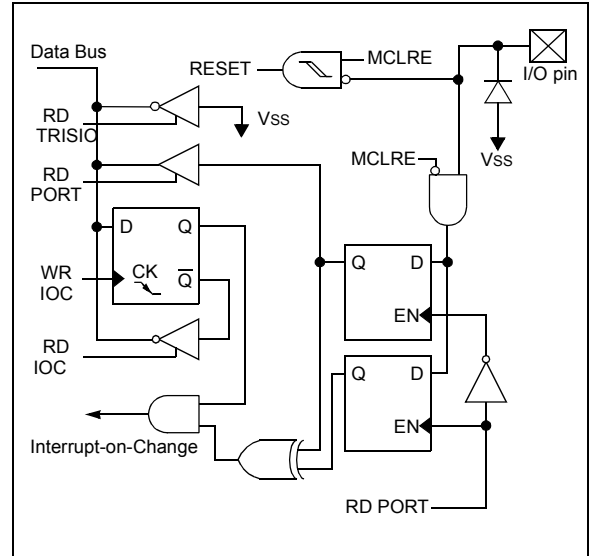 Data Bus
RESET
MCLRE
I/O pin
RD
TRISIO
VSS
VSS
RD
PORT
MCLRE
D Q
WR
IOC
CK
Q
Q D
EN
RD
IOC
Q D
EN
Interrupt-on-Change
RD PORT